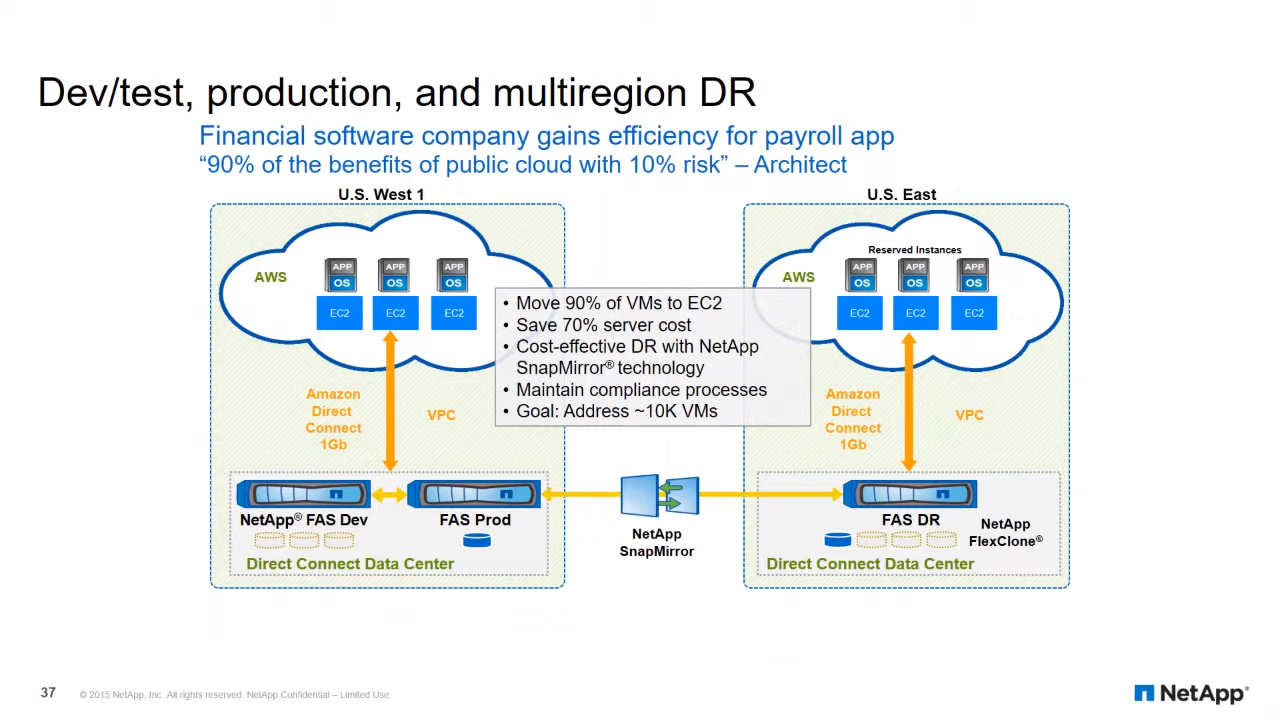 Dev/test, production, and multiregion DR
Financial software company gains efficiency for payroll app
“90% of the benefits of public cloud with 10% risk” – Architect
U.S. West 1
AWS
APP
OS
EC2
APP
OS
EC2
APP
OS
EC2
Amazon
Direct
Connect
1Gb
VPC
NetApp® FAS Dev
FAS Prod
Direct Connect Data Center
• Move 90% of VMs to EC2
• Save 70% server cost
• Cost-effective DR with NetApp
SnapMirror® technology
• Maintain compliance processes
• Goal: Address ~10K VMs
NetApp
SnapMirror
U.S. East
Reserved Instances
AWS
APP
OS
EC2
APP
OS
EC2
APP
OS
EC2
Amazon
Direct
Connect
1Gb
VPC
FAS DR
NetApp
FlexClone®
Direct Connect Data Center
37
© 2015 NetApp, Inc. All rights reserved. NetApp Confidential – Limited Use
NetApp®